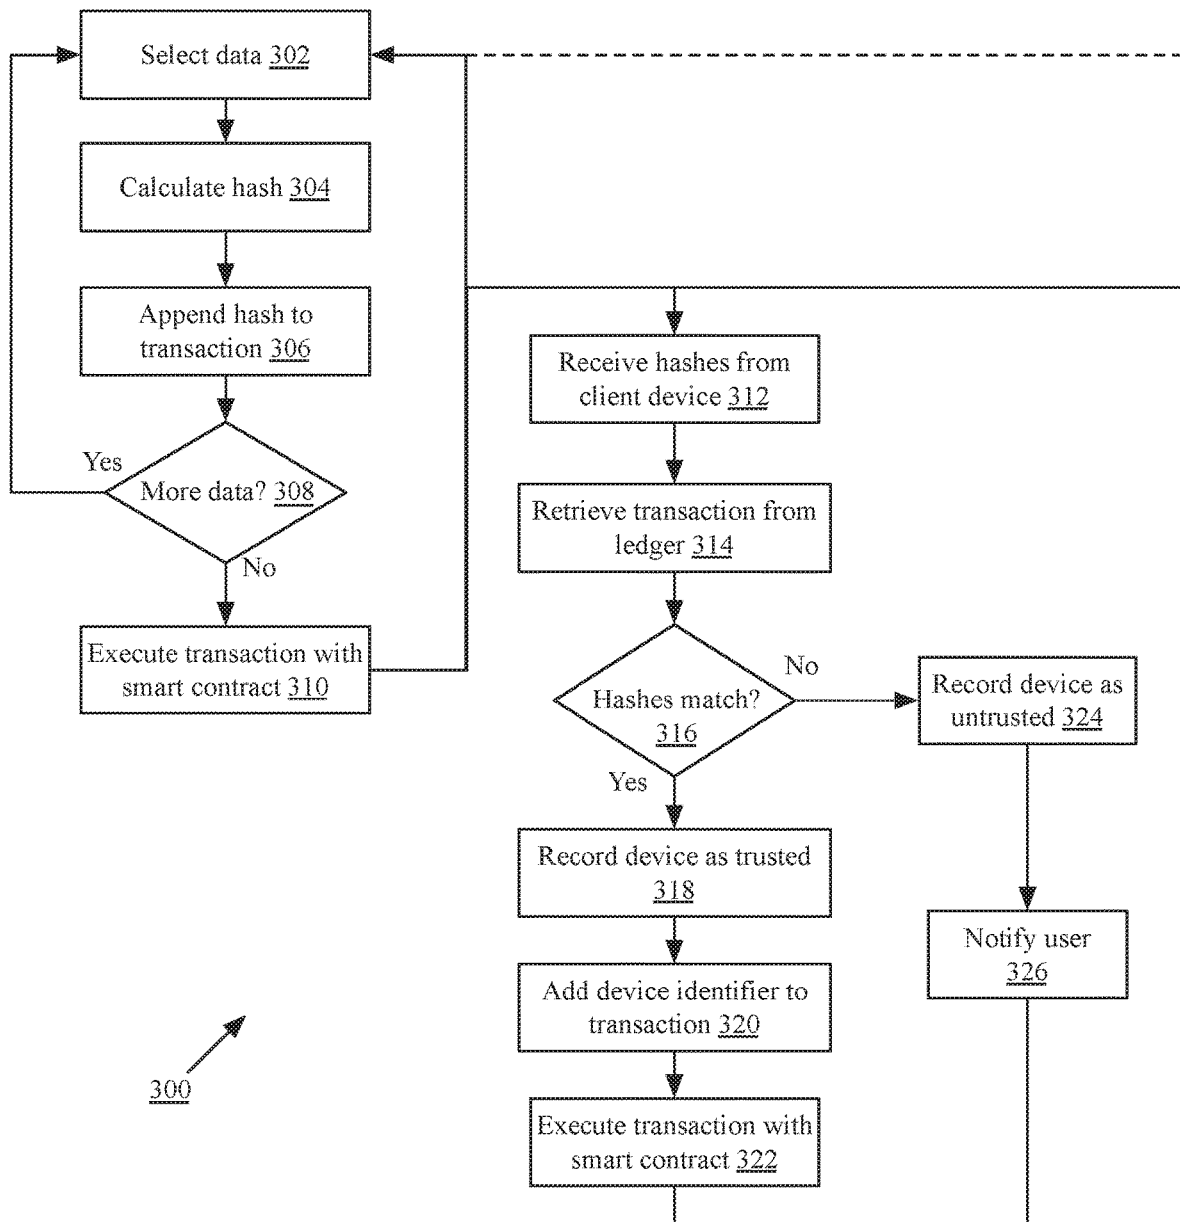 Select data 302
Calculate hash 304
Append hash to
transaction 306
Yes
More data? 308
No
Execute transaction with
smart contract 310
Receive hashes from
client device 312
Retrieve transaction from
ledger 314
No
Hashes match?
316
Yes
Record device as
untrusted 324
Record device as trusted
318
Notify user
326
Add device identifier to
transaction 320
Execute transaction with
smart contract 322
300